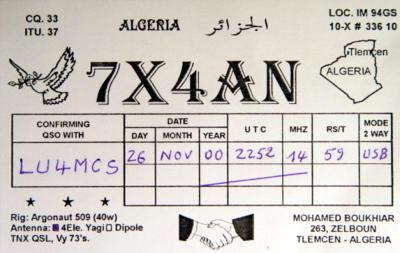 CQ. 33
ITU. 37
ALGERIA الجزائر
LOC. IM 94GS
10-X # 336 10
7X4AN
Tlemcen
ALGERIA
CONFIRMING QSO WITH
DATE
DAY MONTH YEAR
U T C
MHZ
RS/T
MODE 2 WAY
LU4MCS 26 NOV 00 2252 14 59 USB
Rig: Argonaut 509 (40w)
Antenna: 4Ele. Yagi Dipole
TNX QSL, Vy 73's.
MOHAMED BOUKHIAR
263, ZELBOUN
TLEMCEN - ALGERIA